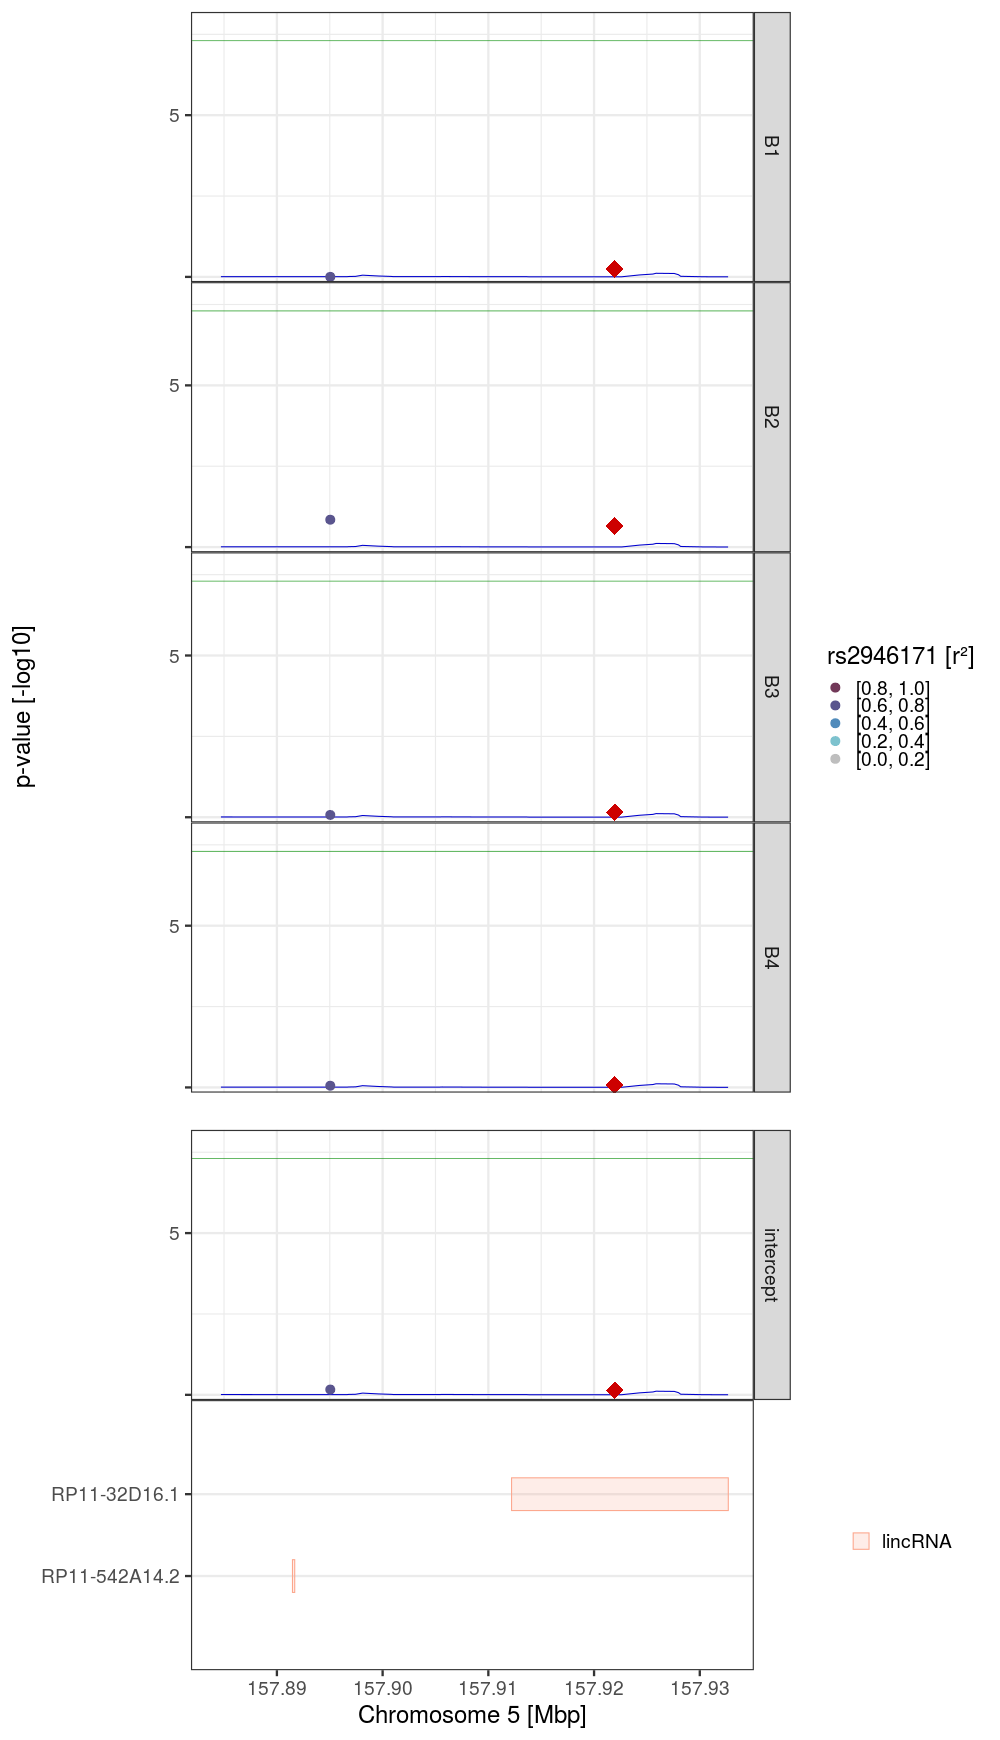 p-value [-log10]
5
B1
5
B2
5
B3
5
B4
5
intercept
rs2946171 [r²]
[0.8, 1.0]
[0.6, 0.8]
[0.4, 0.6]
[0.2, 0.4]
[0.0, 0.2]
RP11-32D16.1
RP11-542A14.2
lincRNA
157.89 157.90 157.91 157.92 157.93
Chromosome 5 [Mbp]